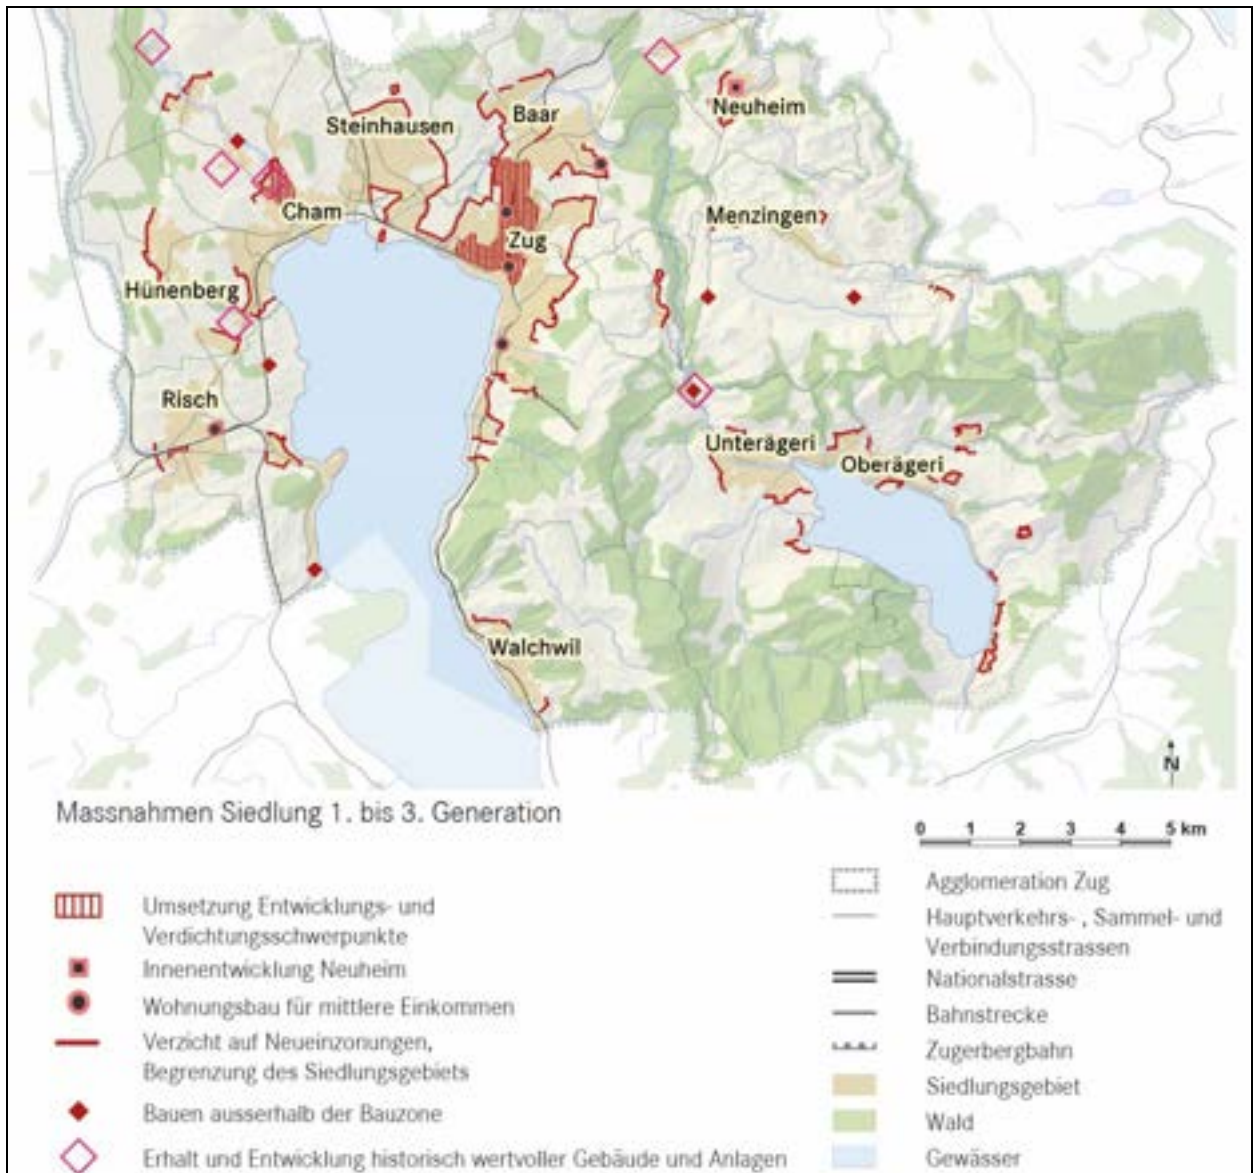 Baar
Neuheim
Steinhausen
Cham
Menzingen
Zug
Hünenberg
Risch
Unterägeri
Oberägeri
Walchwil
N
Massnahmen Siedlung 1. bis 3. Generation
0 1 2 3 4 5 km
Umsetzung Entwicklungs- und
Verdichtungsschwerpunkte
Innenentwicklung Neuheim
Wohnungsbau für mittlere Einkommen
Verzicht auf Neueinzonungen,
Begrenzung des Siedlungsgebiets
Bauen ausserhalb der Bauzone
Erhalt und Entwicklung historisch wertvoller Gebäude und Anlagen
Agglomeration Zug
Hauptverkehrs- , Sammel- und
Verbindungsstrassen
Nationalstrasse
Bahnstrecke
Zugerbergbahn
Siedlungsgebiet
Wald
Gewässer